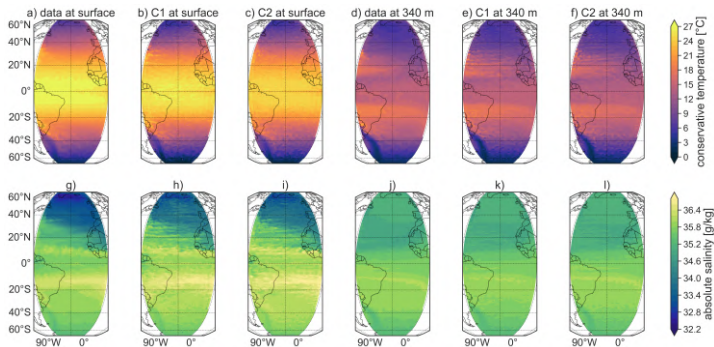 a) data at surface b) C1 at surface c) C2 at surface d) data at 340 m e) C1 at 340 m f) C2 at 340 m
60°N
40°N
20°N
0°
20°S
40°S
60°S
27
24
21
18
15
12
9
6
3
0
conservative temperature [°C]
g) h) i) j) k) l)
60°N
40°N
20°N
0°
20°S
40°S
60°S
36.4
35.8
35.2
34.6
34.0
33.4
32.8
32.2
absolute salinity [g/kg]
90°W 0° 90°W 0° 90°W 0° 90°W 0° 90°W 0° 90°W 0°